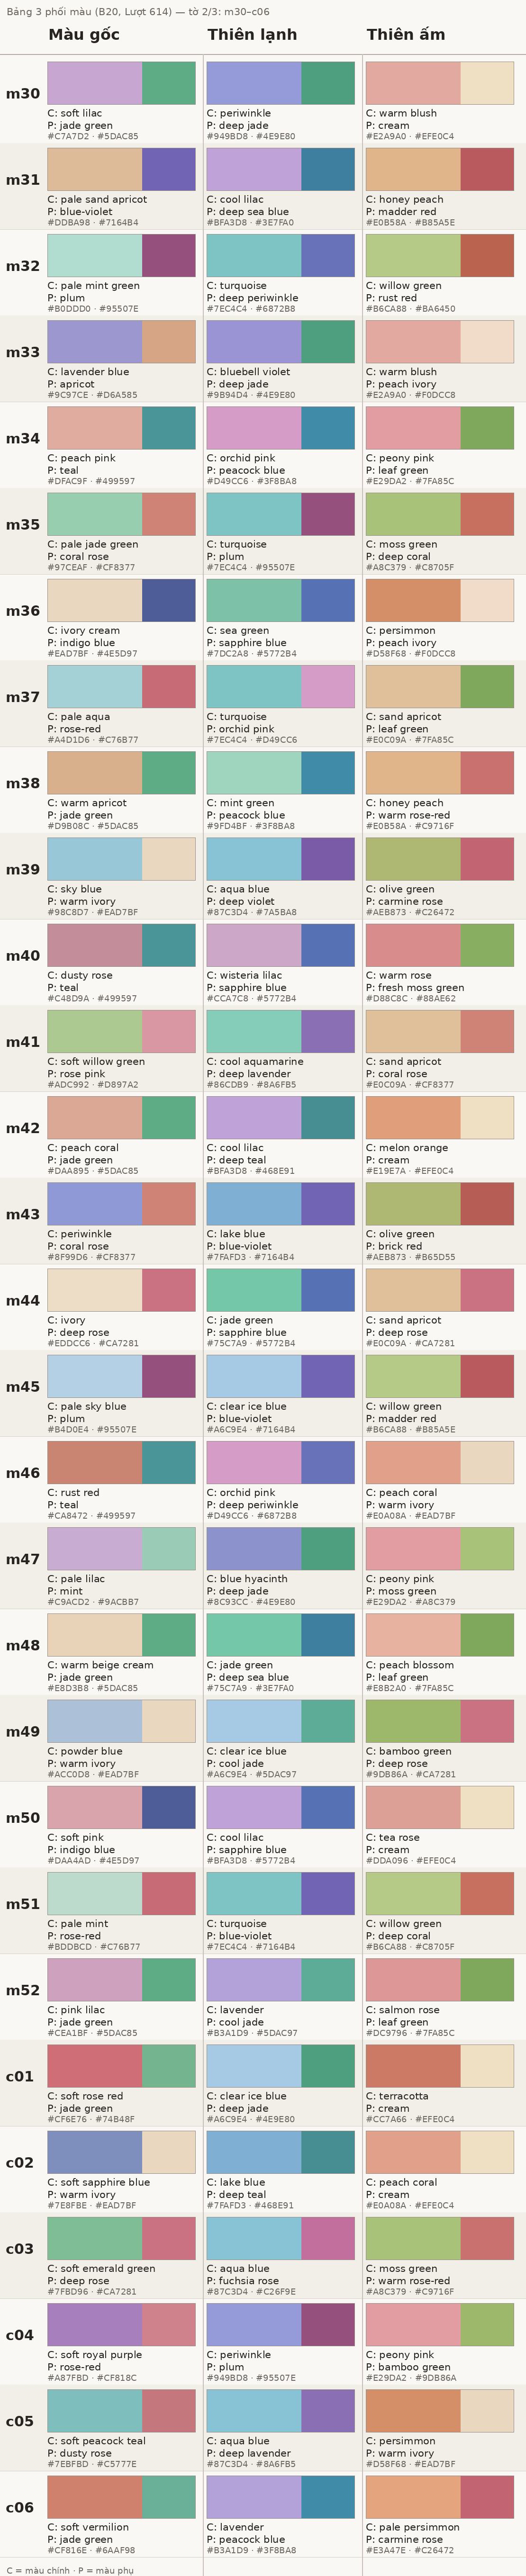 Bảng 3 phối màu (B20, Lượt 614) — tờ 2/3: m30–c06
Màu gốc Thiên lạnh Thiên ấm
m30
C: soft lilac C: periwinkle C: warm blush
P: jade green P: deep jade P: cream
#C7A7D2 · #5DAC85 #949BD8 · #4E9E80 #E2A9A0 · #EFE0C4
m31
C: pale sand apricot C: cool lilac C: honey peach
P: blue-violet P: deep sea blue P: madder red
#DDBA98 · #7164B4 #BFA3D8 · #3E7FA0 #E0B58A · #B85A5E
m32
C: pale mint green C: turquoise C: willow green
P: plum P: deep periwinkle P: rust red
#B0DDD0 · #95507E #7EC4C4 · #6872B8 #B6CA88 · #BA6450
m33
C: lavender blue C: bluebell violet C: warm blush
P: apricot P: deep jade P: peach ivory
#9C97CE · #D6A585 #9B94D4 · #4E9E80 #E2A9A0 · #F0DCC8
m34
C: peach pink C: orchid pink C: peony pink
P: teal P: peacock blue P: leaf green
#DFAC9F · #499597 #D49CC6 · #3F8BA8 #E29DA2 · #7FA85C
m35
C: pale jade green C: turquoise C: moss green
P: coral rose P: plum P: deep coral
#97CEAF · #CF8377 #7EC4C4 · #95507E #A8C379 · #C8705F
m36
C: ivory cream C: sea green C: persimmon
P: indigo blue P: sapphire blue P: peach ivory
#EAD7BF · #4E5D97 #7DC2A8 · #5772B4 #D58F68 · #F0DCC8
m37
C: pale aqua C: turquoise C: sand apricot
P: rose-red P: orchid pink P: leaf green
#A4D1D6 · #C76B77 #7EC4C4 · #D49CC6 #E0C09A · #7FA85C
m38
C: warm apricot C: mint green C: honey peach
P: jade green P: peacock blue P: warm rose-red
#D9B08C · #5DAC85 #9FD4BF · #3F8BA8 #E0B58A · #C9716F
m39
C: sky blue C: aqua blue C: olive green
P: warm ivory P: deep violet P: carmine rose
#98C8D7 · #EAD7BF #87C3D4 · #7A5BA8 #AEB873 · #C26472
m40
C: dusty rose C: wisteria lilac C: warm rose
P: teal P: sapphire blue P: fresh moss green
#C48D9A · #499597 #CCA7C8 · #5772B4 #D88C8C · #88AE62
m41
C: soft willow green C: cool aquamarine C: sand apricot
P: rose pink P: deep lavender P: coral rose
#ADC992 · #D897A2 #86CDB9 · #8A6FB5 #E0C09A · #CF8377
m42
C: peach coral C: cool lilac C: melon orange
P: jade green P: deep teal P: cream
#DAA895 · #5DAC85 #BFA3D8 · #468E91 #E19E7A · #EFE0C4
m43
C: periwinkle C: lake blue C: olive green
P: coral rose P: blue-violet P: brick red
#8F99D6 · #CF8377 #7FAFD3 · #7164B4 #AEB873 · #B65D55
m44
C: ivory C: jade green C: sand apricot
P: deep rose P: sapphire blue P: deep rose
#EDDCC6 · #CA7281 #75C7A9 · #5772B4 #E0C09A · #CA7281
m45
C: pale sky blue C: clear ice blue C: willow green
P: plum P: blue-violet P: madder red
#B4D0E4 · #95507E #A6C9E4 · #7164B4 #B6CA88 · #B85A5E
m46
C: rust red C: orchid pink C: peach coral
P: teal P: deep periwinkle P: warm ivory
#CA8472 · #499597 #D49CC6 · #6872B8 #E0A08A · #EAD7BF
m47
C: pale lilac C: blue hyacinth C: peony pink
P: mint P: deep jade P: moss green
#C9ACD2 · #9ACBB7 #8C93CC · #4E9E80 #E29DA2 · #A8C379
m48
C: warm beige cream C: jade green C: peach blossom
P: jade green P: deep sea blue P: leaf green
#E8D3B8 · #5DAC85 #75C7A9 · #3E7FA0 #E8B2A0 · #7FA85C
m49
C: powder blue C: clear ice blue C: bamboo green
P: warm ivory P: cool jade P: deep rose
#ACC0D8 · #EAD7BF #A6C9E4 · #5DAC97 #9DB86A · #CA7281
m50
C: soft pink C: cool lilac C: tea rose
P: indigo blue P: sapphire blue P: cream
#DAA4AD · #4E5D97 #BFA3D8 · #5772B4 #DDA096 · #EFE0C4
m51
C: pale mint C: turquoise C: willow green
P: rose-red P: blue-violet P: deep coral
#BDDBCD · #C76B77 #7EC4C4 · #7164B4 #B6CA88 · #C8705F
m52
C: pink lilac C: lavender C: salmon rose
P: jade green P: cool jade P: leaf green
#CEA1BF · #5DAC85 #B3A1D9 · #5DAC97 #DC9796 · #7FA85C
c01
C: soft rose red C: clear ice blue C: terracotta
P: jade green P: deep jade P: cream
#CF6E76 · #74B48F #A6C9E4 · #4E9E80 #CC7A66 · #EFE0C4
c02
C: soft sapphire blue C: lake blue C: peach coral
P: warm ivory P: deep teal P: cream
#7E8FBE · #EAD7BF #7FAFD3 · #468E91 #E0A08A · #EFE0C4
c03
C: soft emerald green C: aqua blue C: moss green
P: deep rose P: fuchsia rose P: warm rose-red
#7FBD96 · #CA7281 #87C3D4 · #C26F9E #A8C379 · #C9716F
c04
C: soft royal purple C: periwinkle C: peony pink
P: rose-red P: plum P: bamboo green
#A87FBD · #CF818C #949BD8 · #95507E #E29DA2 · #9DB86A
c05
C: soft peacock teal C: aqua blue C: persimmon
P: dusty rose P: deep lavender P: warm ivory
#7EBFBD · #C5777E #87C3D4 · #8A6FB5 #D58F68 · #EAD7BF
c06
C: soft vermilion C: lavender C: pale persimmon
P: jade green P: peacock blue P: carmine rose
#CF816E · #6AAF98 #B3A1D9 · #3F8BA8 #E3A47E · #C26472
C = màu chính · P = màu phụ